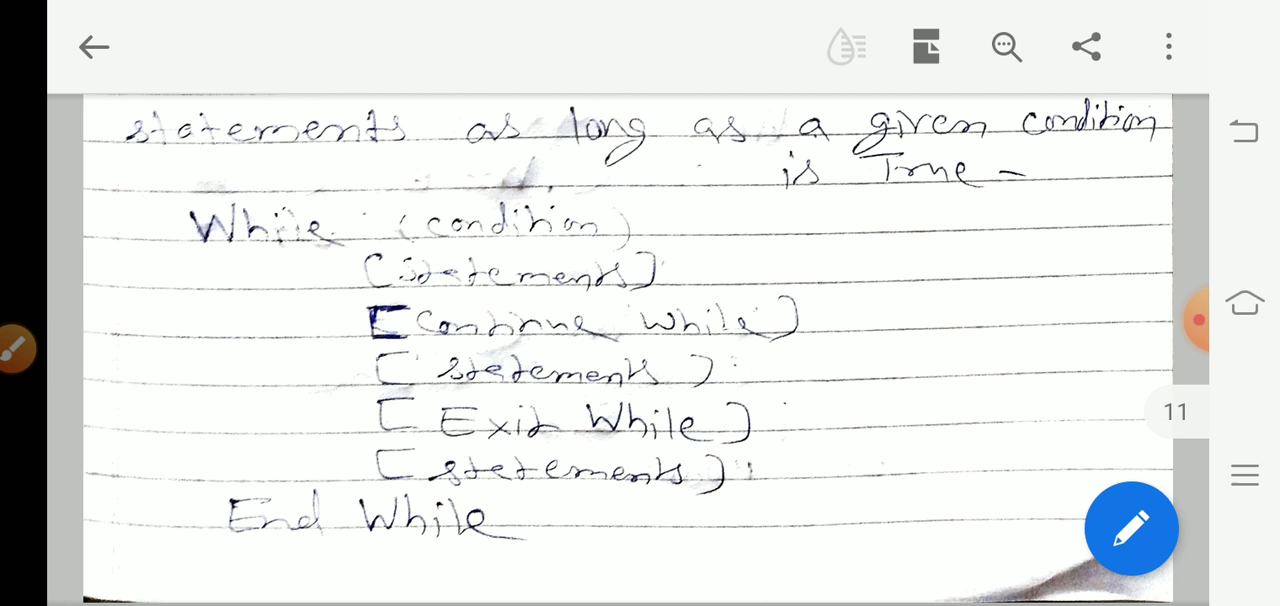 statements as long as a given condition
is True -
While (condition)
[statements]
[Continue While]
[statements]
[Exit While]
[statements]
End While
11